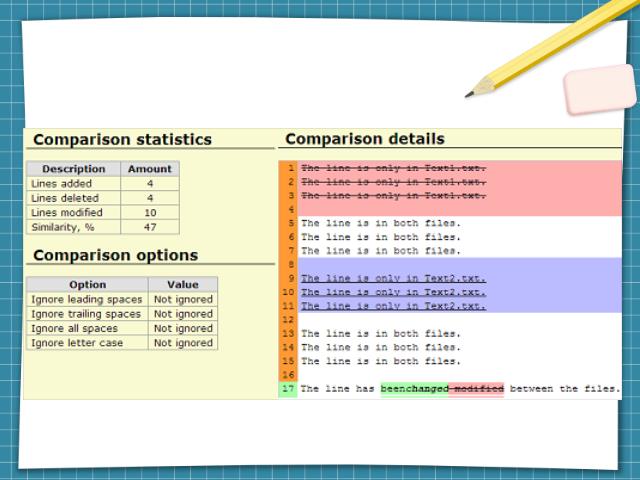 Comparison statistics
Description Amount
Lines added 4
Lines deleted 4
Lines modified 10
Similarity, % 47
Comparison options
Option Value
Ignore leading spaces Not ignored
Ignore trailing spaces Not ignored
Ignore all spaces Not ignored
Ignore letter case Not ignored
Comparison details
1 The line is only in Text1.txt.
2 The line is only in Text1.txt.
3 The line is only in Text1.txt.
4
5 The line is in both files.
6 The line is in both files.
7 The line is in both files.
8
9 The line is only in Text2.txt.
10 The line is only in Text2.txt.
11 The line is only in Text2.txt.
12
13 The line is in both files.
14 The line is in both files.
15 The line is in both files.
16
17 The line has beenchanged modified between the files.